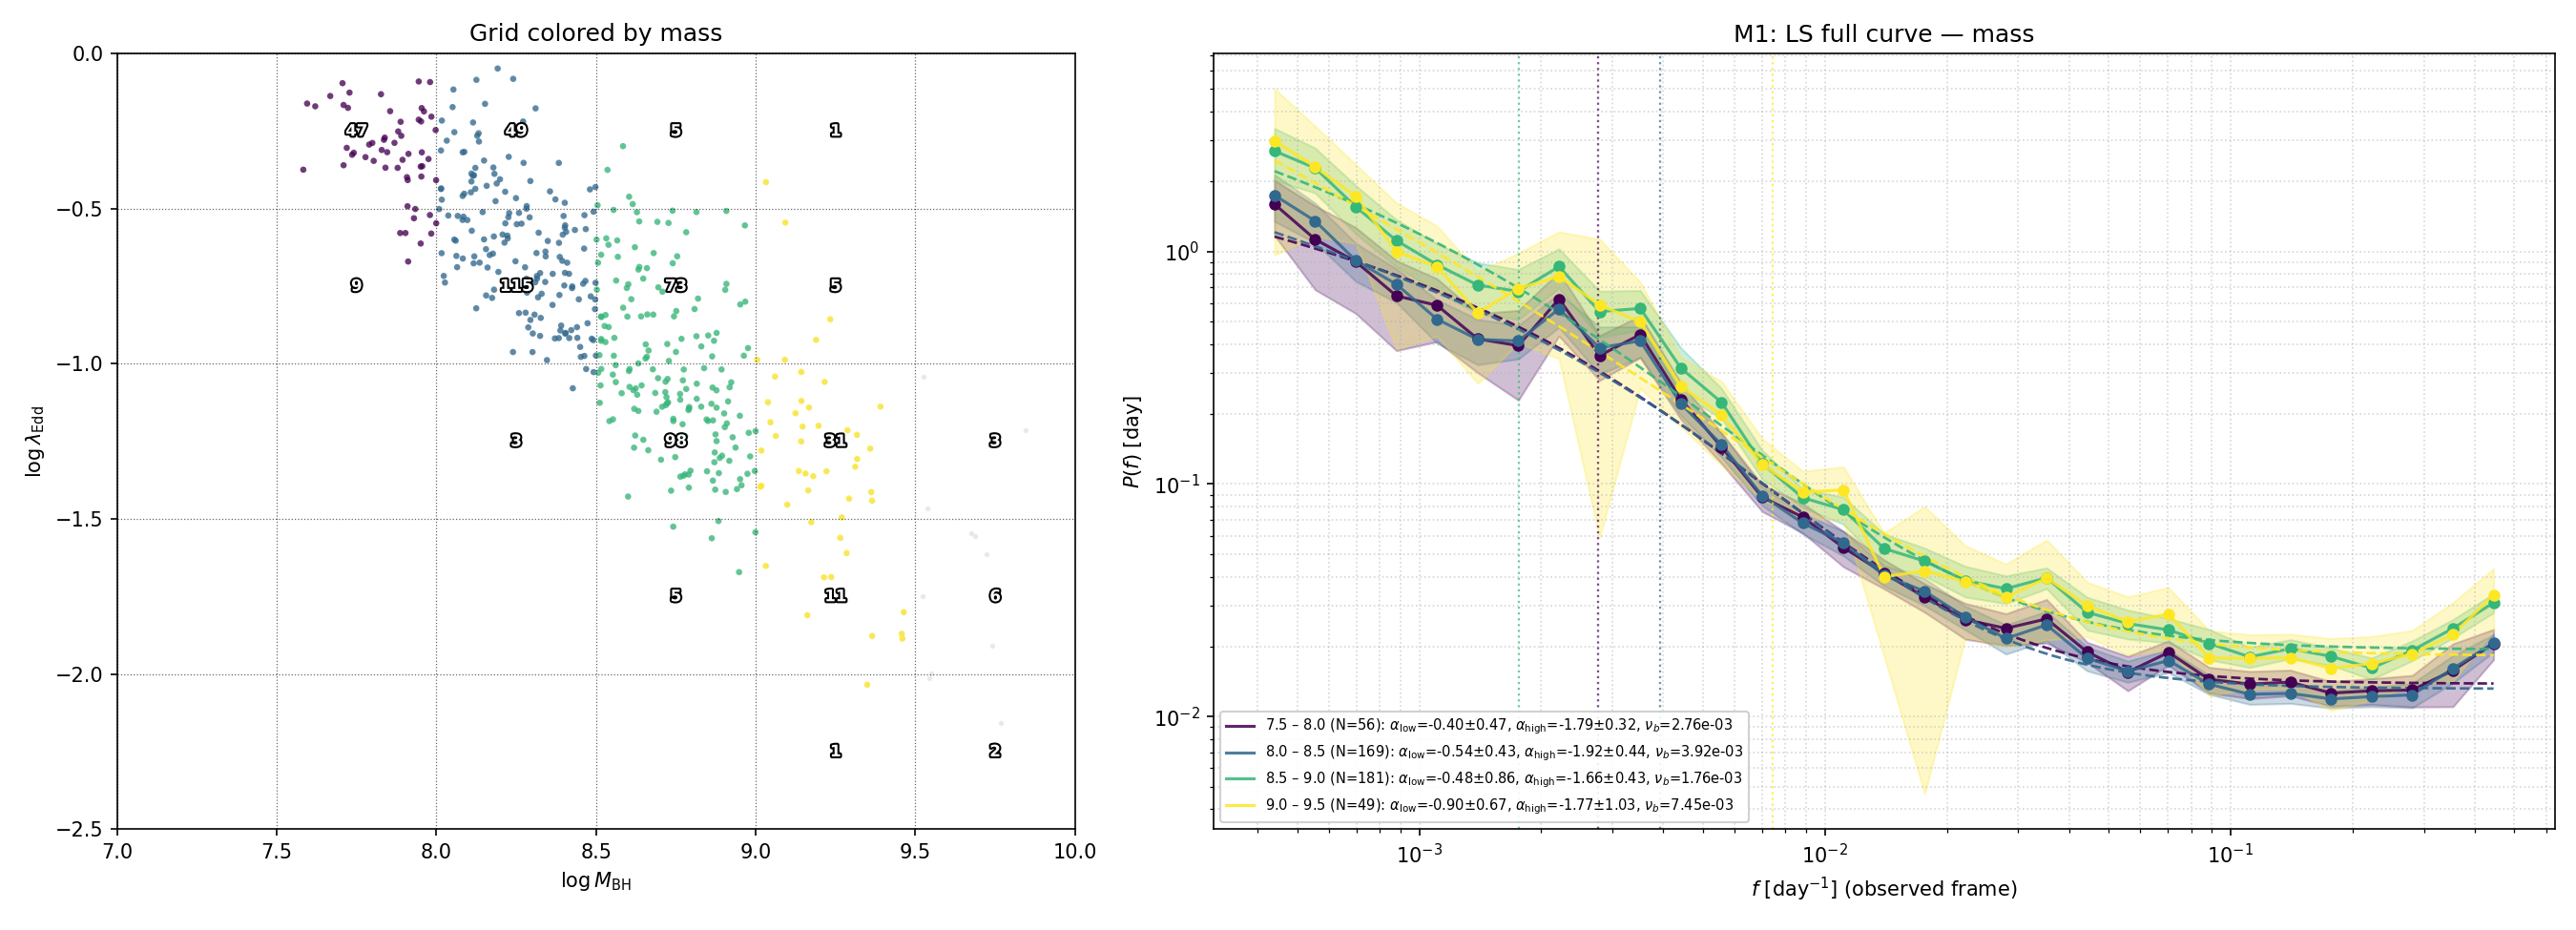 Grid colored by mass
0.0
−0.5
−1.0
−1.5
−2.0
−2.5
log λEdd
47 49 5 1
9 115 73 5
3 98 31 3
5 11 6
1 2
7.0 7.5 8.0 8.5 9.0 9.5 10.0
log MBH
M1: LS full curve — mass
10⁰
10⁻¹
10⁻²
P(f) [day]
7.5 – 8.0 (N=56): αlow=-0.40±0.47, αhigh=-1.79±0.32, νb=2.76e-03
8.0 – 8.5 (N=169): αlow=-0.54±0.43, αhigh=-1.92±0.44, νb=3.92e-03
8.5 – 9.0 (N=181): αlow=-0.48±0.86, αhigh=-1.66±0.43, νb=1.76e-03
9.0 – 9.5 (N=49): αlow=-0.90±0.67, αhigh=-1.77±1.03, νb=7.45e-03
10⁻³ 10⁻² 10⁻¹
f [day⁻¹] (observed frame)